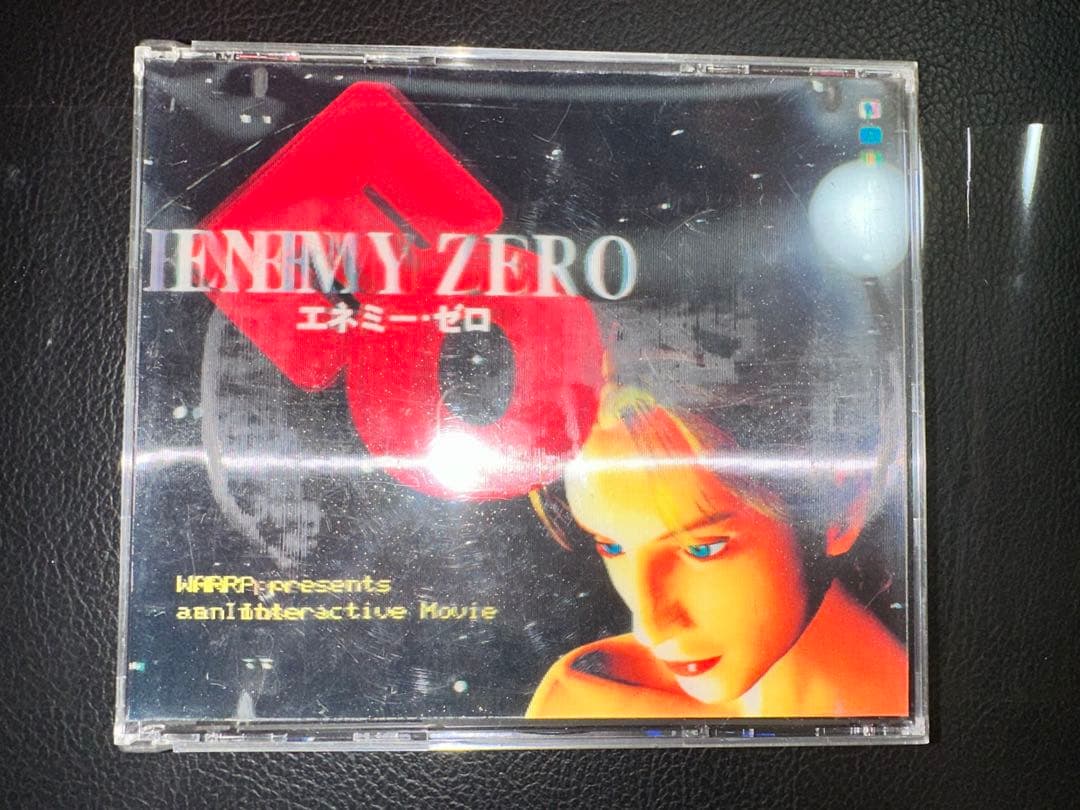 ENEMY ZERO
エネミー・ゼロ
WARP presents
an Interactive Movie